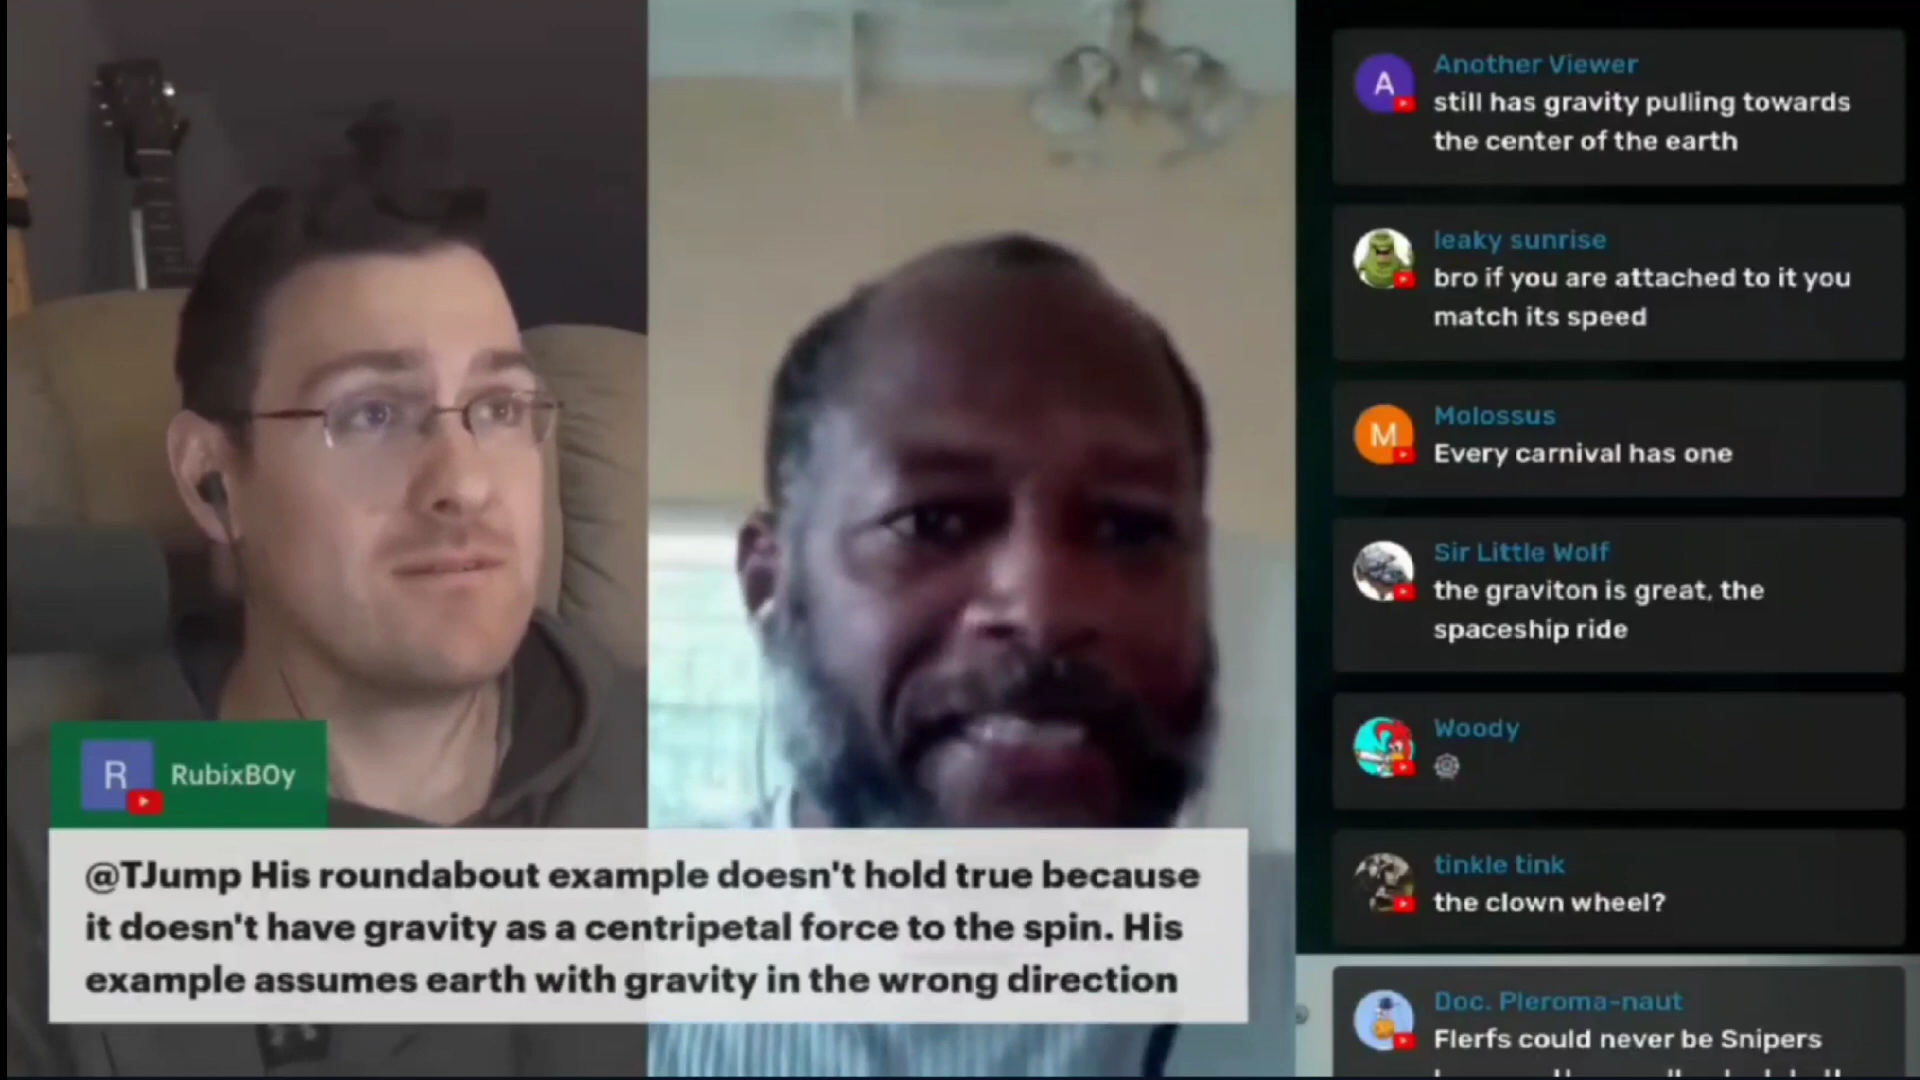 R RubixB0y
@TJump His roundabout example doesn't hold true because
it doesn't have gravity as a centripetal force to the spin. His
example assumes earth with gravity in the wrong direction
A
Another Viewer
still has gravity pulling towards
the center of the earth
leaky sunrise
bro if you are attached to it you
match its speed
M
Molossus
Every carnival has one
Sir Little Wolf
the graviton is great, the
spaceship ride
Woody
tinkle tink
the clown wheel?
Doc. Pleroma-naut
Flerfs could never be Snipers